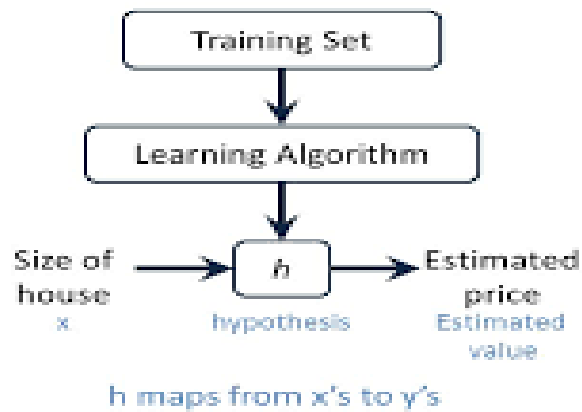 Training Set
Learning Algorithm
Size of
house
x
h
hypothesis
Estimated
price
Estimated
value
h maps from x's to y's